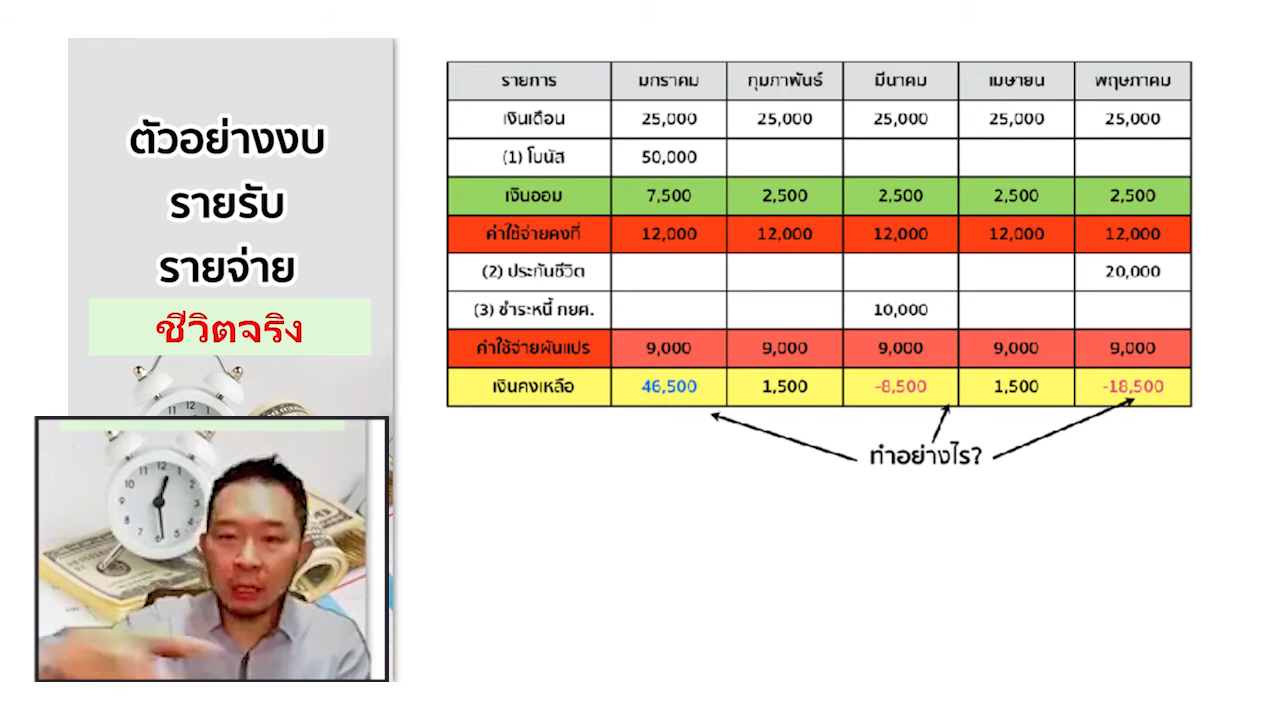 ตัวอย่างงบ
รายรับ
รายจ่าย
ชีวิตจริง
รายการ มกราคม กุมภาพันธ์ มีนาคม เมษายน พฤษภาคม
เงินเดือน 25,000 25,000 25,000 25,000 25,000
(1) โบนัส 50,000
เงินออม 7,500 2,500 2,500 2,500 2,500
ค่าใช้จ่ายคงที่ 12,000 12,000 12,000 12,000 12,000
(2) ประกันชีวิต 20,000
(3) ชำระหนี้ กยศ. 10,000
ค่าใช้จ่ายผันแปร 9,000 9,000 9,000 9,000 9,000
เงินคงเหลือ 46,500 1,500 -8,500 1,500 -18,500
ทำอย่างไร?